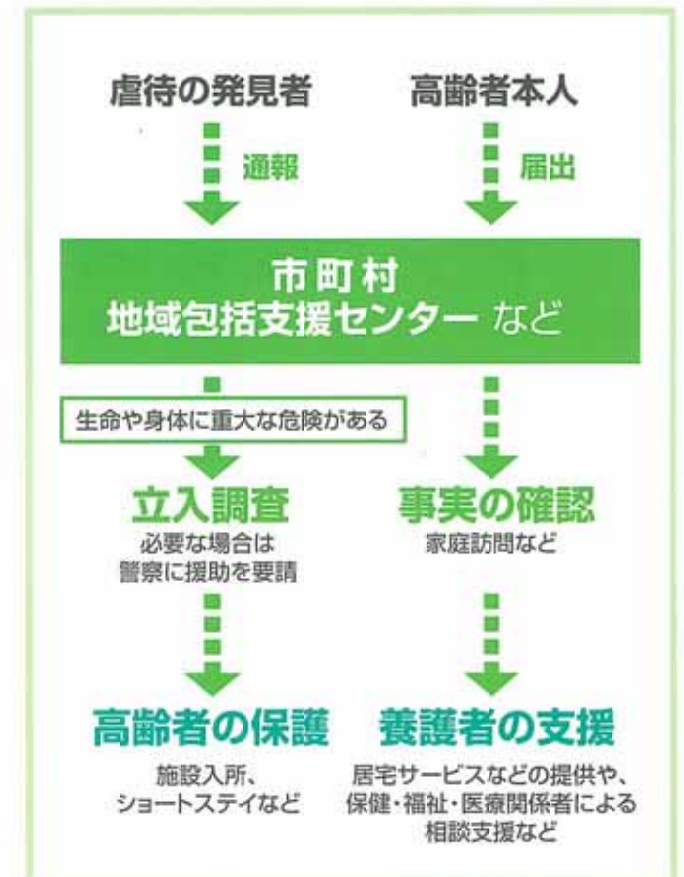 虐待の発見者
高齢者本人
通報
届出
市町村
地域包括支援センター など
生命や身体に重大な危険がある
立入調査
必要な場合は
警察に援助を要請
事実の確認
家庭訪問など
高齢者の保護
施設入所、
ショートステイなど
養護者の支援
居宅サービスなどの提供や、
保健・福祉・医療関係者による
相談支援など